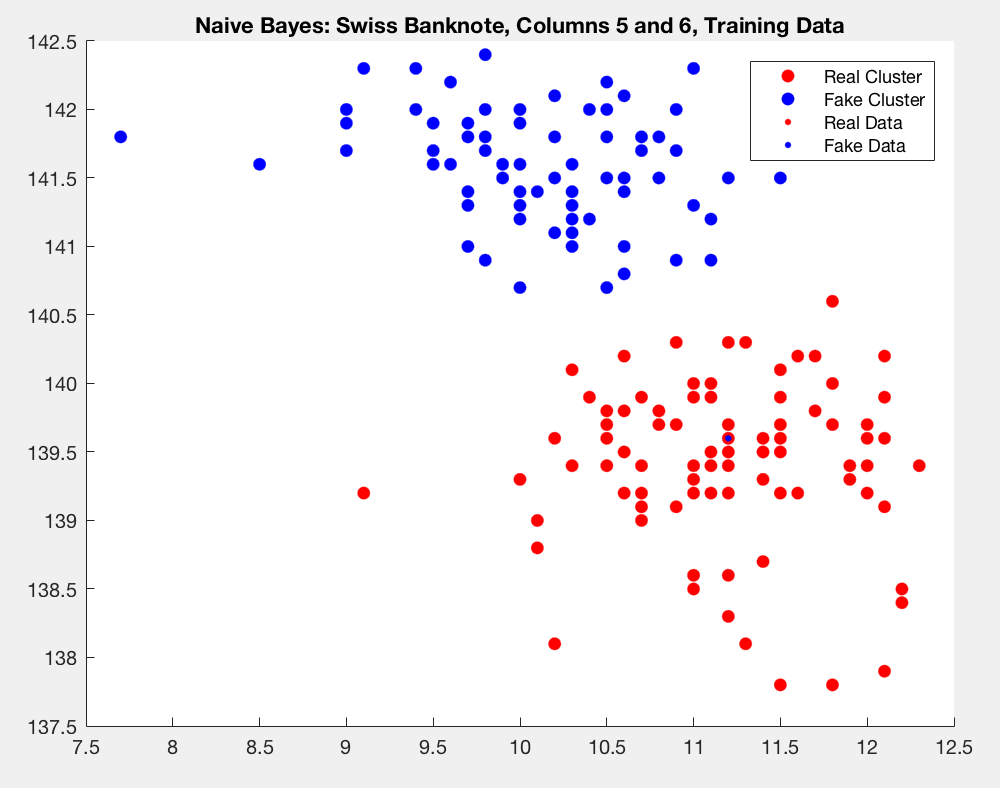 Naive Bayes: Swiss Banknote, Columns 5 and 6, Training Data
Real Cluster
Fake Cluster
Real Data
Fake Data
142.5
142
141.5
141
140.5
140
139.5
139
138.5
138
137.5
7.5 8 8.5 9 9.5 10 10.5 11 11.5 12 12.5